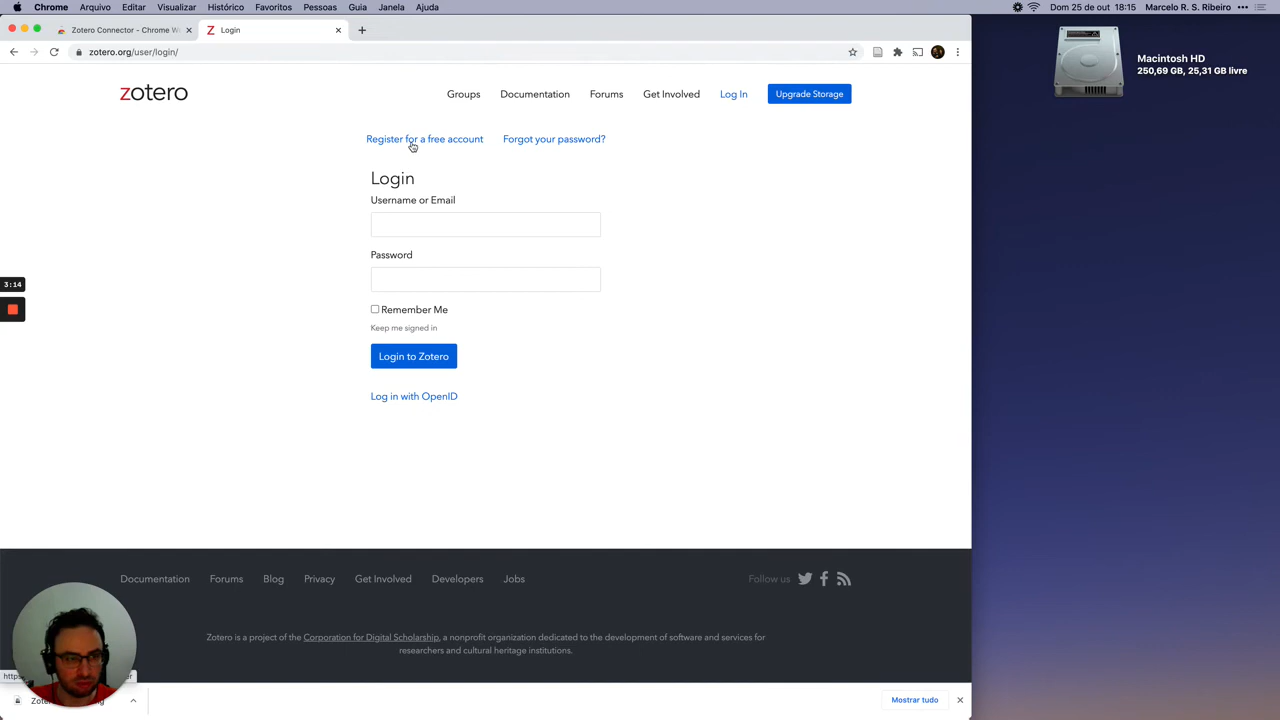 Chrome Arquivo Editar Visualizar Histórico Favoritos Pessoas Guia Janela Ajuda
Dom 25 de out 18:15 Marcelo R. S. Ribeiro
Zotero Connector - Chrome W
Login
zotero.org/user/login/
Macintosh HD
250,69 GB, 25,31 GB livre
zotero
Groups Documentation Forums Get Involved Log In Upgrade Storage
Register for a free account Forgot your password?
Login
Username or Email
Password
3:14
Remember Me
Keep me signed in
Login to Zotero
Log in with OpenID
Documentation Forums Blog Privacy Get Involved Developers Jobs
Follow us
Zotero is a project of the Corporation for Digital Scholarship, a nonprofit organization dedicated to the development of software and services for
researchers and cultural heritage institutions.
Mostrar tudo